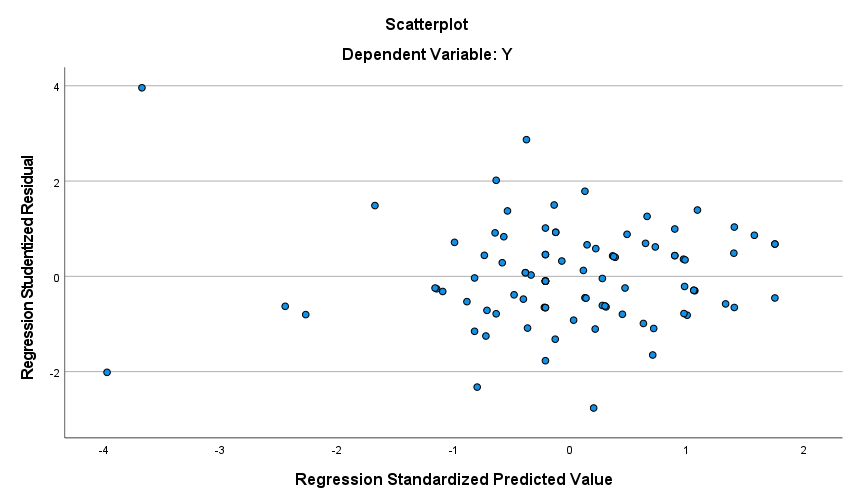 Scatterplot
Dependent Variable: Y
Regression Studentized Residual
4
2
0
-2
-4
-3
-2
-1
0
1
2
Regression Standardized Predicted Value